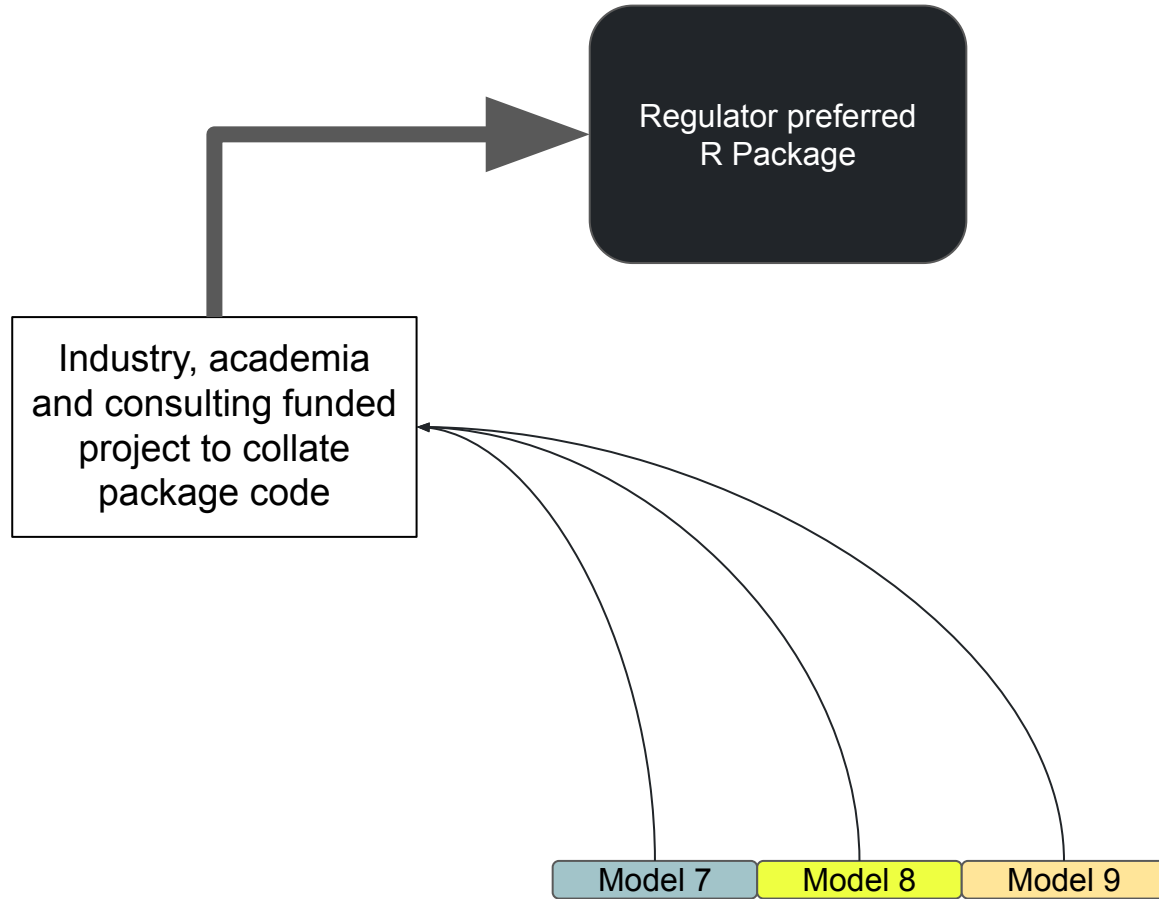 Regulator preferred
R Package
Industry, academia
and consulting funded
project to collate
package code
Model 7
Model 8
Model 9